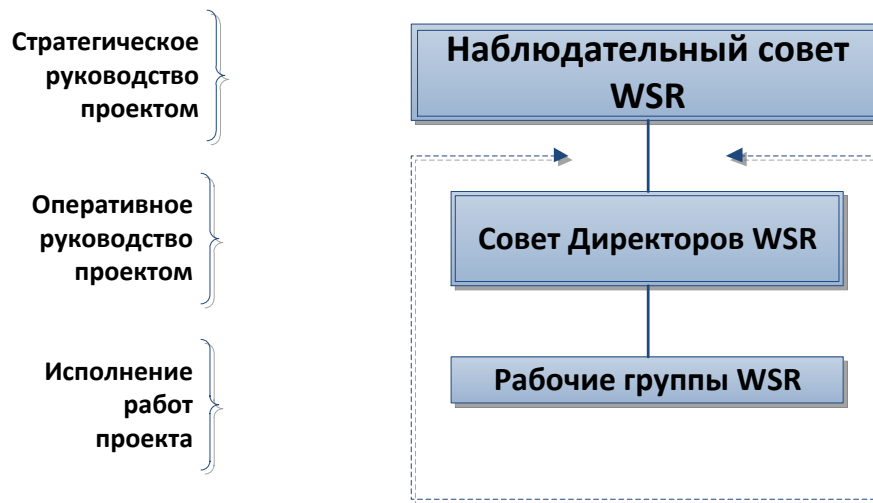 Стратегическое
руководство
проектом
Наблюдательный совет
WSR
Оперативное
руководство
проектом
Совет Директоров WSR
Исполнение
работ
проекта
Рабочие группы WSR